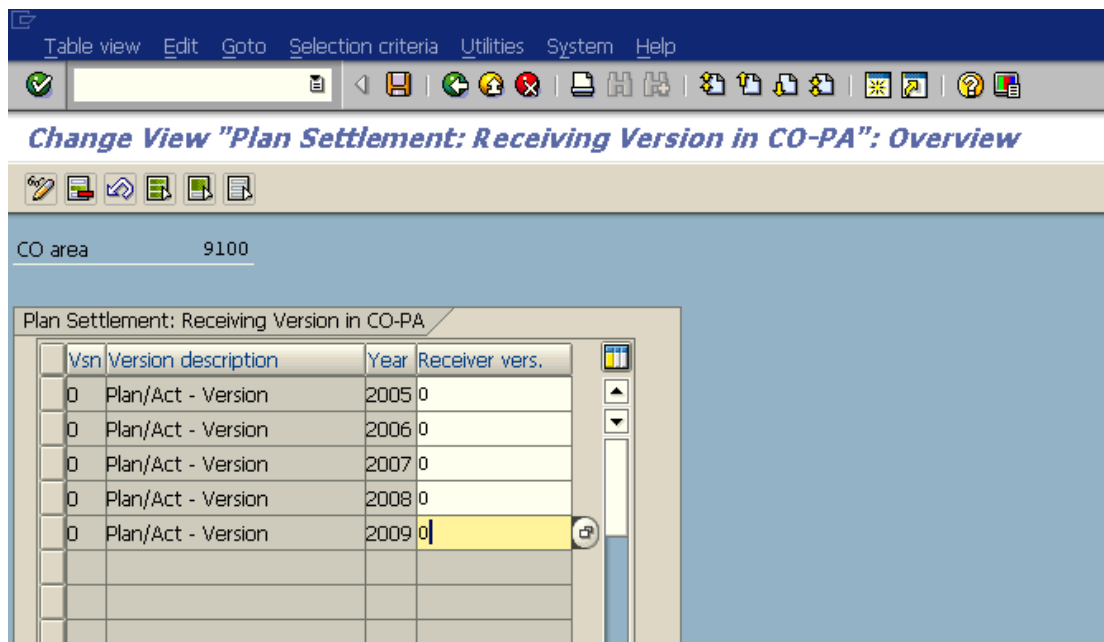 Table view Edit Goto Selection criteria Utilities System Help
Change View "Plan Settlement: Receiving Version in CO-PA": Overview
CO area 9100
Plan Settlement: Receiving Version in CO-PA
Vsn Version description Year Receiver vers.
0 Plan/Act - Version 2005 0
0 Plan/Act - Version 2006 0
0 Plan/Act - Version 2007 0
0 Plan/Act - Version 2008 0
0 Plan/Act - Version 2009 0